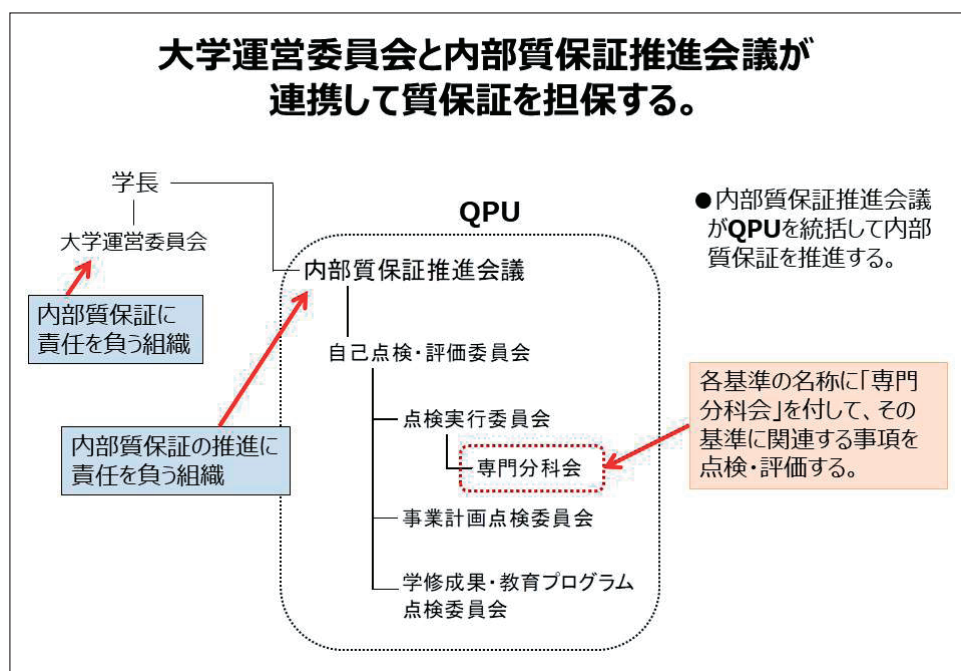 大学運営委員会と内部質保証推進会議が
連携して質保証を担保する。
学長
大学運営委員会
内部質保証に
責任を負う組織
内部質保証の推進に
責任を負う組織
QPU
内部質保証推進会議
自己点検・評価委員会
点検実行委員会
専門分科会
事業計画点検委員会
学修成果・教育プログラム
点検委員会
●内部質保証推進会議
がQPUを統括して内部
質保証を推進する。
各基準の名称に「専門
分科会」を付して、その
基準に関連する事項を
点検・評価する。